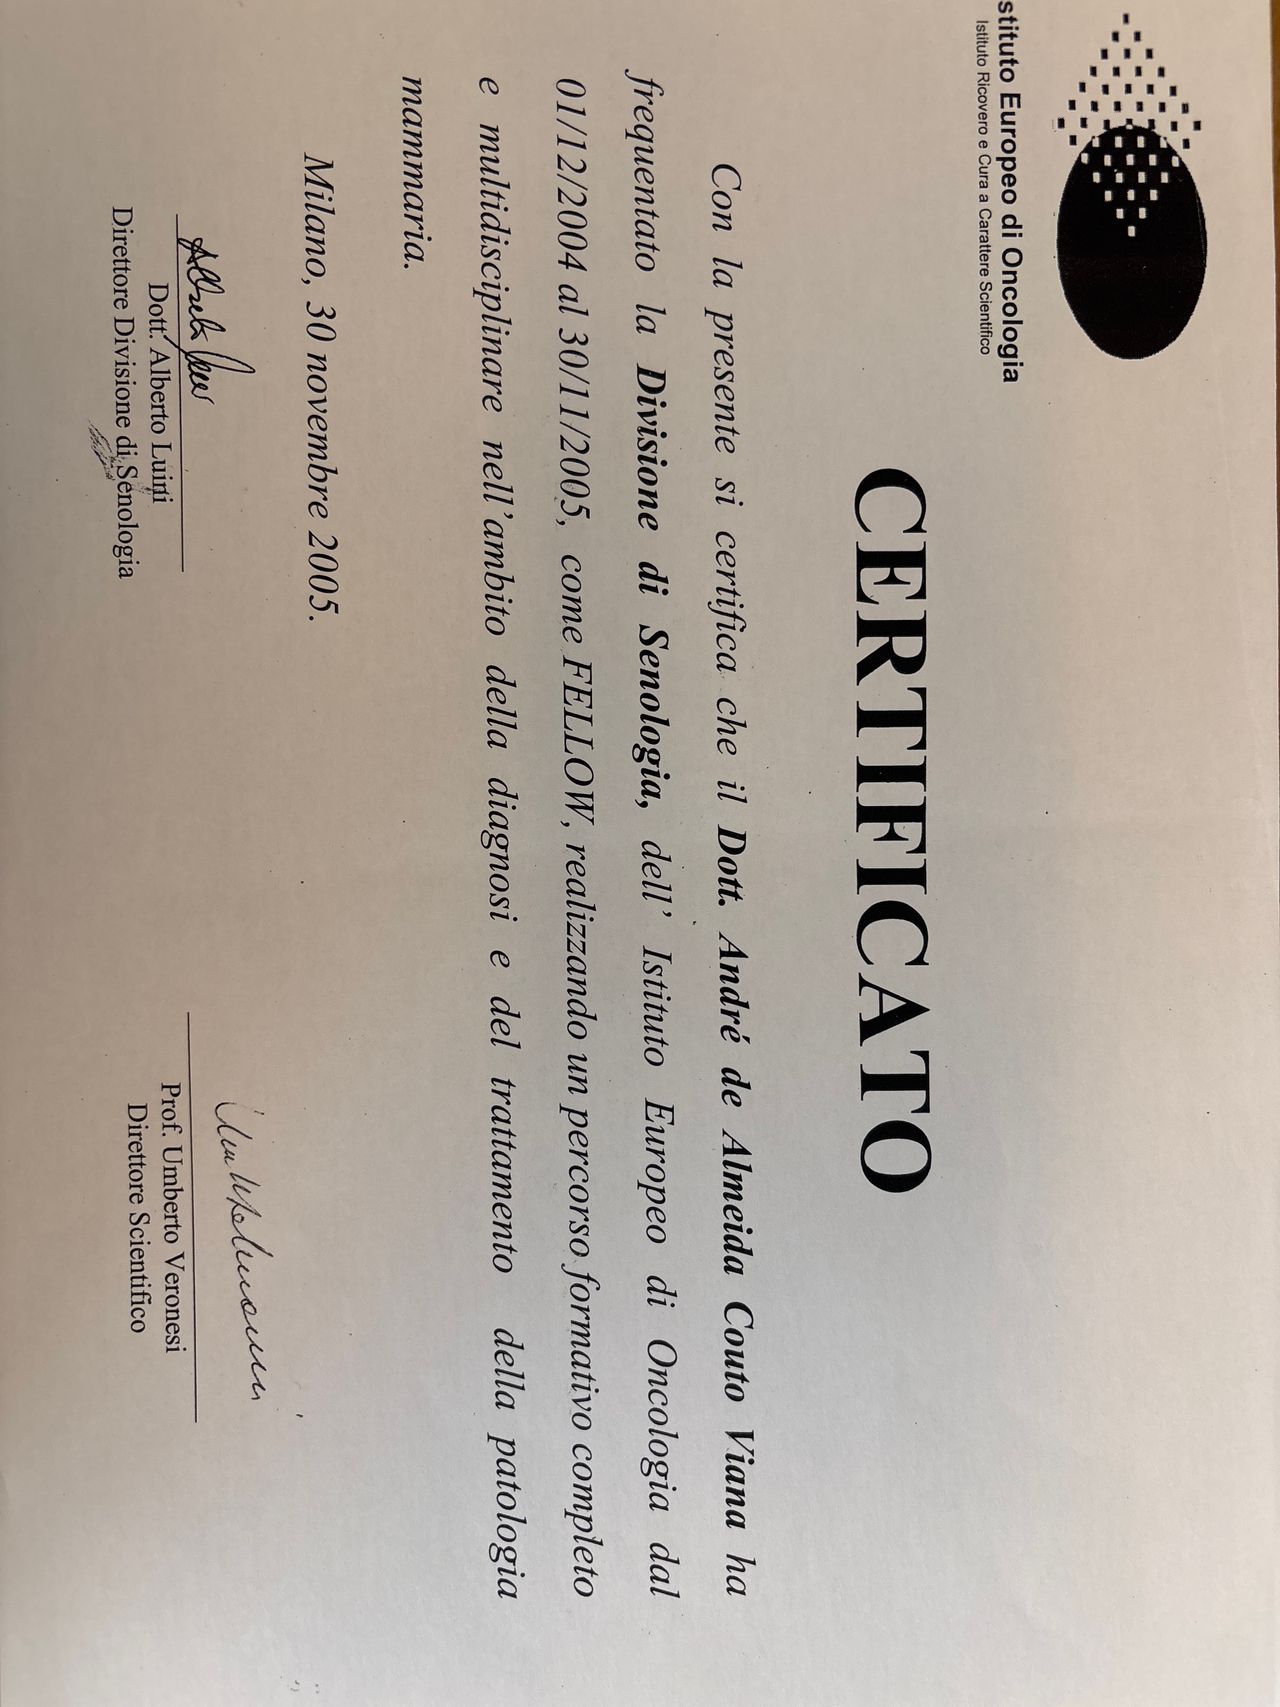 stituto Europeo di Oncologia
Istituto Ricovero e Cura a Carattere Scientifico
CERTIFICATO
Con la presente si certifica che il Dott. André de Almeida Couto Viana ha
frequentato la Divisione di Senologia, dell' Istituto Europeo di Oncologia dal
01/12/2004 al 30/11/2005, come FELLOW, realizzando un percorso formativo completo
e multidisciplinare nell'ambito della diagnosi e del trattamento della patologia
mammaria.
Milano, 30 novembre 2005.
Dott. Alberto Luini
Direttore Divisione di Senologia
Prof. Umberto Veronesi
Direttore Scientifico